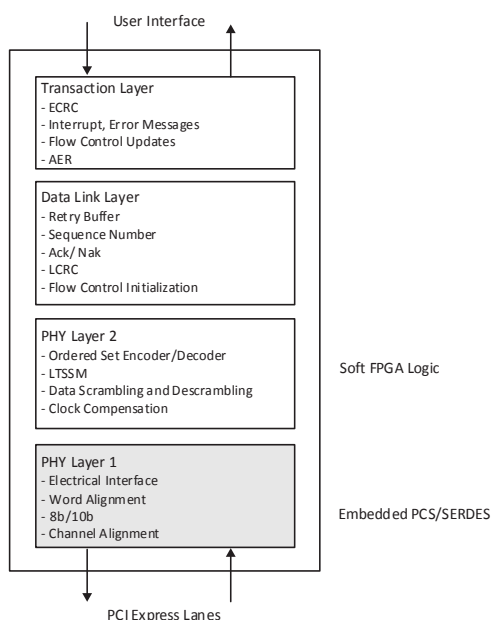 User Interface
Transaction Layer
- ECRC
- Interrupt, Error Messages
- Flow Control Updates
- AER
Data Link Layer
- Retry Buffer
- Sequence Number
- Ack/ Nak
- LCRC
- Flow Control Initialization
PHY Layer 2
- Ordered Set Encoder/Decoder
- LTSSM
- Data Scrambling and Descrambling
- Clock Compensation
Soft FPGA Logic
PHY Layer 1
- Electrical Interface
- Word Alignment
- 8b/10b
- Channel Alignment
Embedded PCS/SERDES
PCI Express Lanes